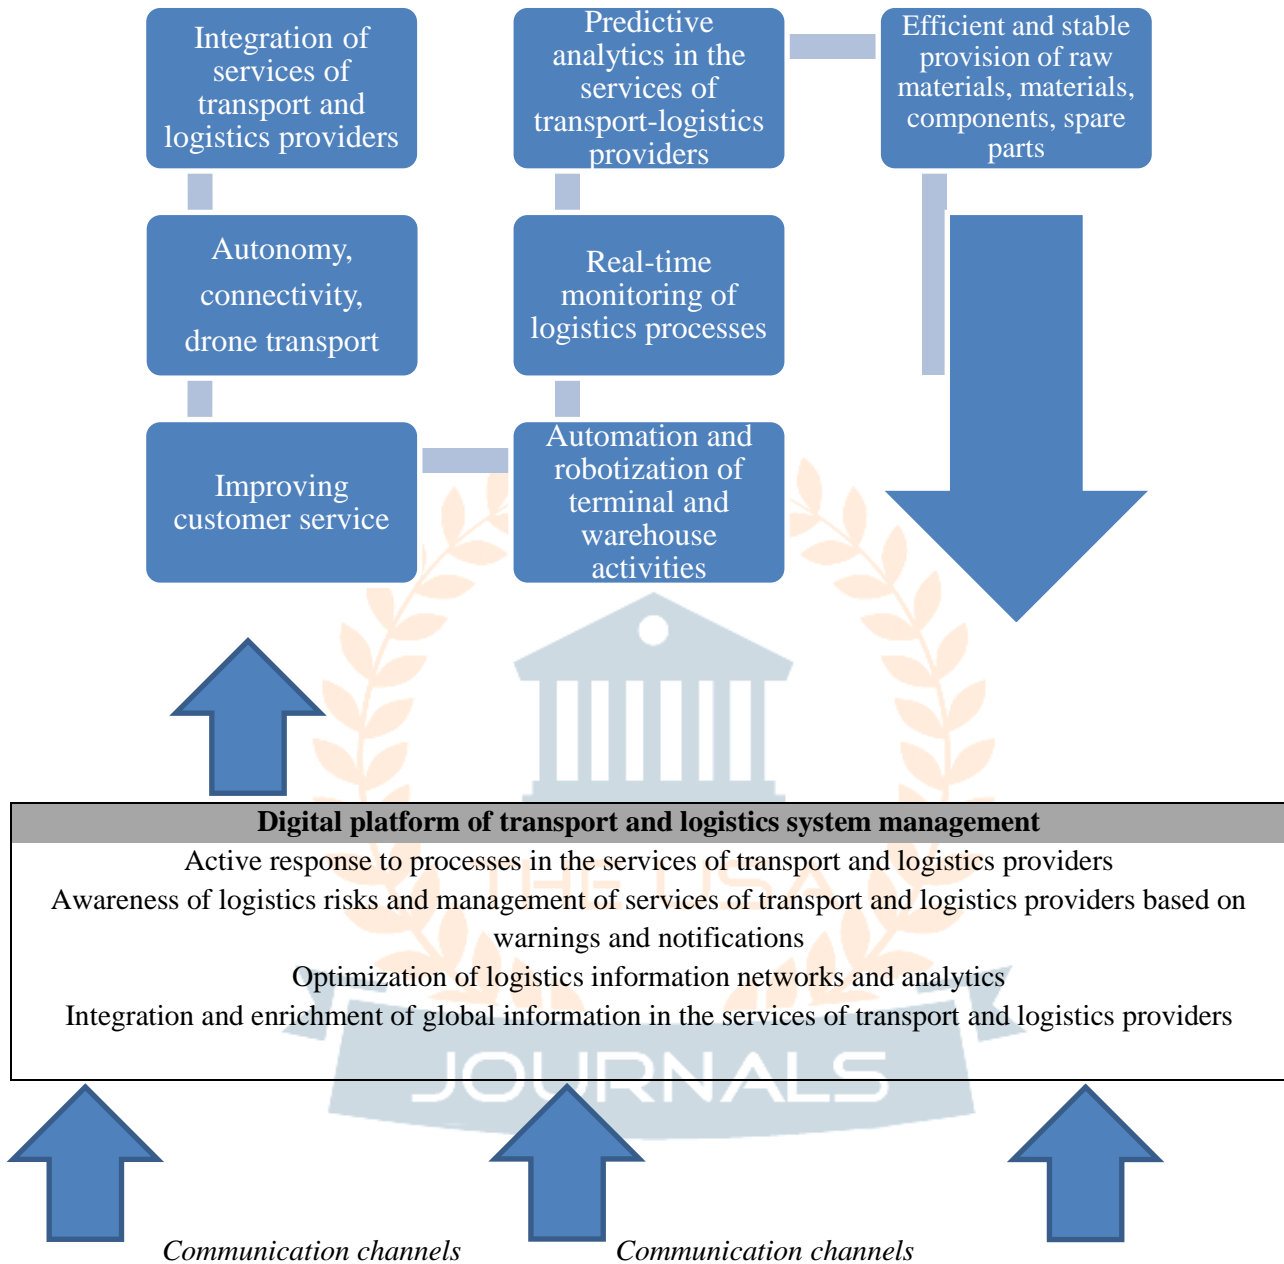 Integration of
services of
transport and
logistics providers
Autonomy,
connectivity,
drone transport
Improving
customer service
Predictive
analytics in the
services of
transport-logistics
providers
Real-time
monitoring of
logistics processes
Automation and
robotization of
terminal and
warehouse
activities
Efficient and stable
provision of raw
materials, materials,
components, spare
parts
Digital platform of transport and logistics system management
Active response to processes in the services of transport and logistics providers
Awareness of logistics risks and management of services of transport and logistics providers based on
warnings and notifications
Optimization of logistics information networks and analytics
Integration and enrichment of global information in the services of transport and logistics providers
THE USA
JOURNALS
Communication channels
Communication channels